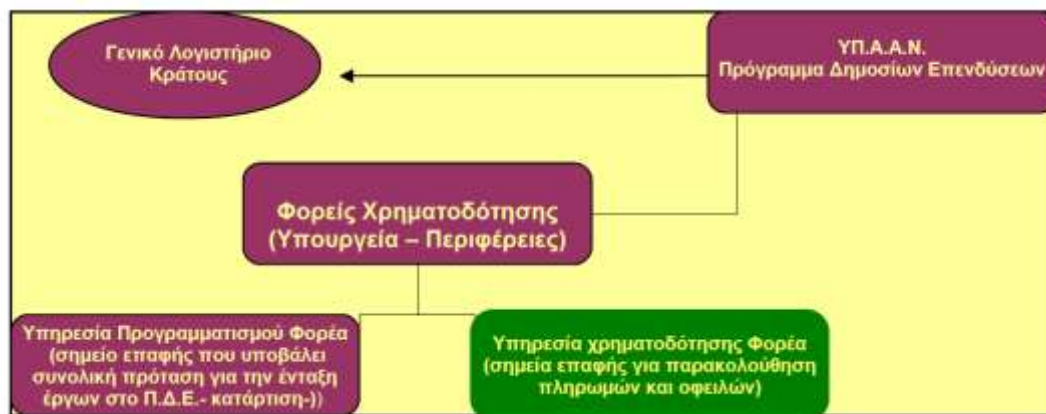 Γενικό Λογιστήριο
Κράτους
ΥΠ.Α.Α.Ν.
Πρόγραμμα Δημοσίων Επενδύσεων
Φορείς Χρηματοδότησης
(Υπουργεία – Περιφέρειες)
Υπηρεσία Προγραμματισμού Φορέα
(σημείο επαφής που υποβάλει
συνολική πρόταση για την ένταξη
έργων στο Π.Δ.Ε.- κατάρτιση-))
Υπηρεσία χρηματοδότησης Φορέα
(σημεία επαφής για παρακολούθηση
πληρωμών και οφειλών)